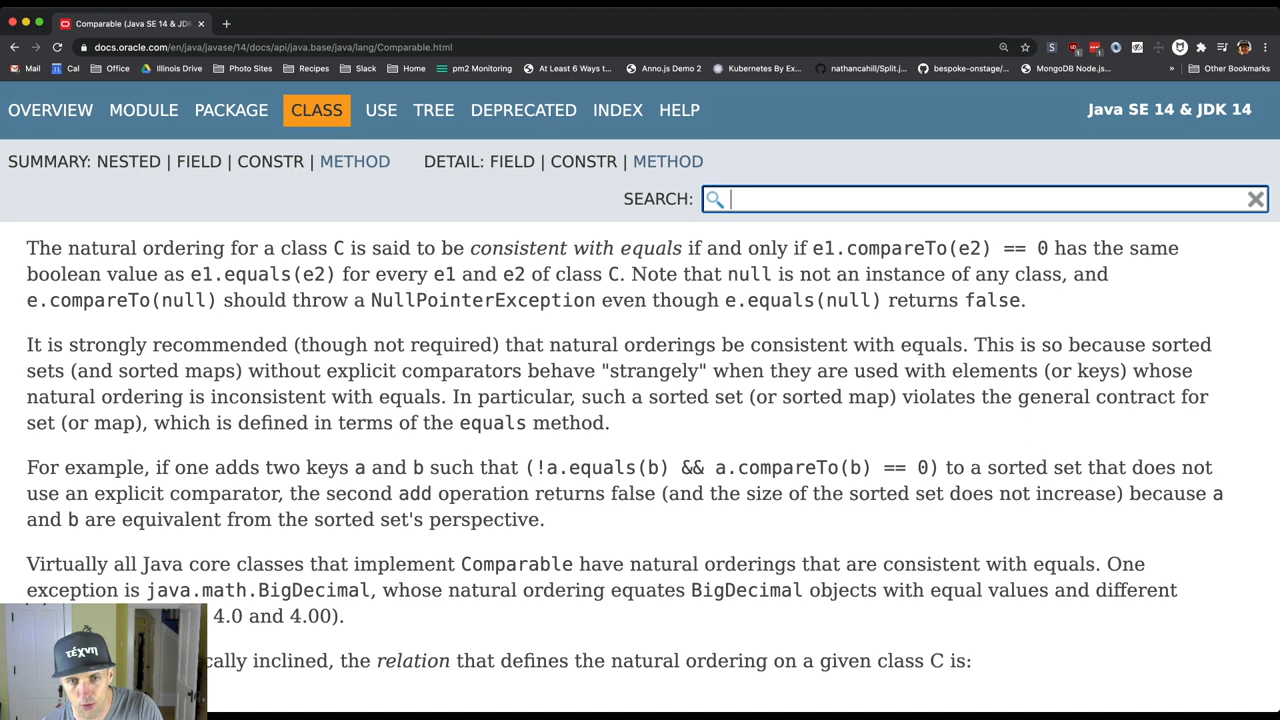 Comparable (Java SE 14 & JDK
docs.oracle.com/en/java/javase/14/docs/api/java.base/java/lang/Comparable.html
Mail Cal Office Illinois Drive Photo Sites Recipes Slack Home pm2 Monitoring At Least 6 Ways t... Anno.js Demo 2 Kubernetes By Ex... nathancahill/Split.j... bespoke-onstage/... MongoDB Node.js... » Other Bookmarks
OVERVIEW MODULE PACKAGE CLASS USE TREE DEPRECATED INDEX HELP Java SE 14 & JDK 14
SUMMARY: NESTED | FIELD | CONSTR | METHOD DETAIL: FIELD | CONSTR | METHOD
SEARCH:
The natural ordering for a class C is said to be consistent with equals if and only if e1.compareTo(e2) == 0 has the same
boolean value as e1.equals(e2) for every e1 and e2 of class C. Note that null is not an instance of any class, and
e.compareTo(null) should throw a NullPointerException even though e.equals(null) returns false.
It is strongly recommended (though not required) that natural orderings be consistent with equals. This is so because sorted
sets (and sorted maps) without explicit comparators behave "strangely" when they are used with elements (or keys) whose
natural ordering is inconsistent with equals. In particular, such a sorted set (or sorted map) violates the general contract for
set (or map), which is defined in terms of the equals method.
For example, if one adds two keys a and b such that (!a.equals(b) && a.compareTo(b) == 0) to a sorted set that does not
use an explicit comparator, the second add operation returns false (and the size of the sorted set does not increase) because a
and b are equivalent from the sorted set's perspective.
Virtually all Java core classes that implement Comparable have natural orderings that are consistent with equals. One
exception is java.math.BigDecimal, whose natural ordering equates BigDecimal objects with equal values and different
4.0 and 4.00).
cally inclined, the relation that defines the natural ordering on a given class C is:
τέχνη